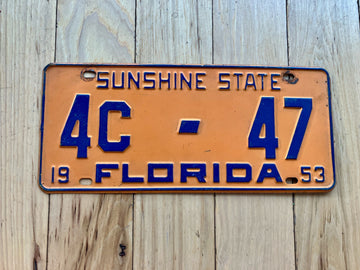 SUNSHINE STATE
4C - 47
19 FLORIDA 53